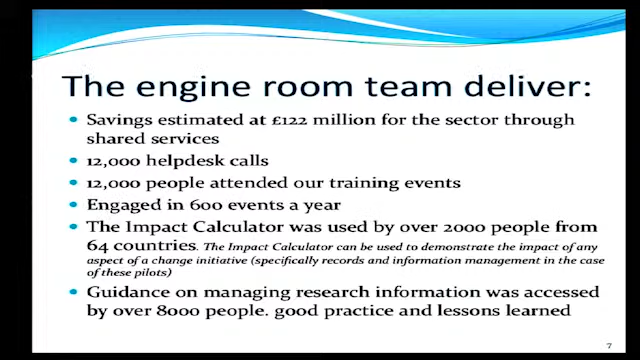 The engine room team deliver:
• Savings estimated at £122 million for the sector through
shared services
• 12,000 helpdesk calls
• 12,000 people attended our training events
• Engaged in 600 events a year
• The Impact Calculator was used by over 2000 people from
64 countries. The Impact Calculator can be used to demonstrate the impact of any
aspect of a change initiative (specifically records and information management in the case
of these pilots)
• Guidance on managing research information was accessed
by over 8000 people. good practice and lessons learned
7